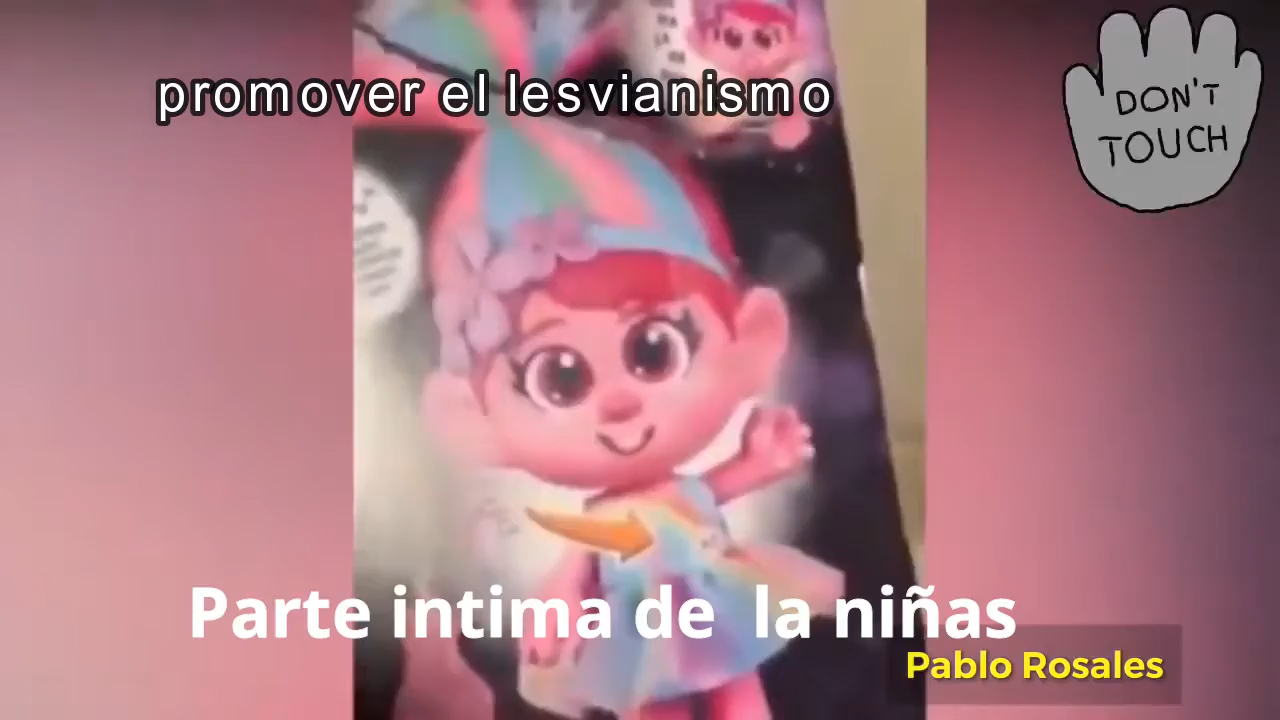 promover el lesvianismo
DON'T
TOUCH
Parte intima de la niñas
Pablo Rosales